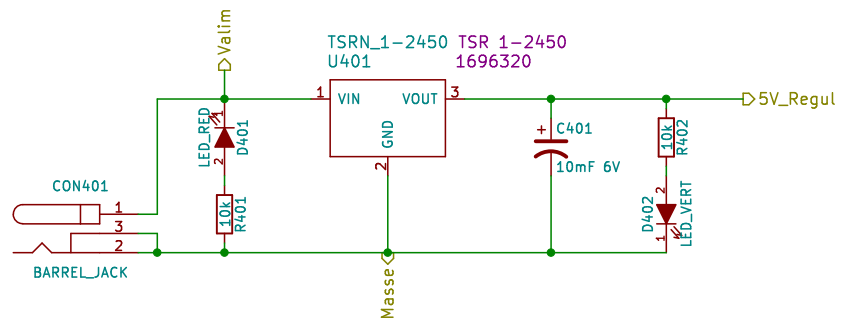 Valim
TSRN_1-2450 TSR 1-2450
U401 1696320
1 VIN VOUT 3
GND
2
LED_RED
1
D401
2
10k
R401
+ C401
10mF 6V
10k
R402
5V_Regul
2
D402
LED_VERT
1
CON401
1
3
2
BARREL_JACK
Masse